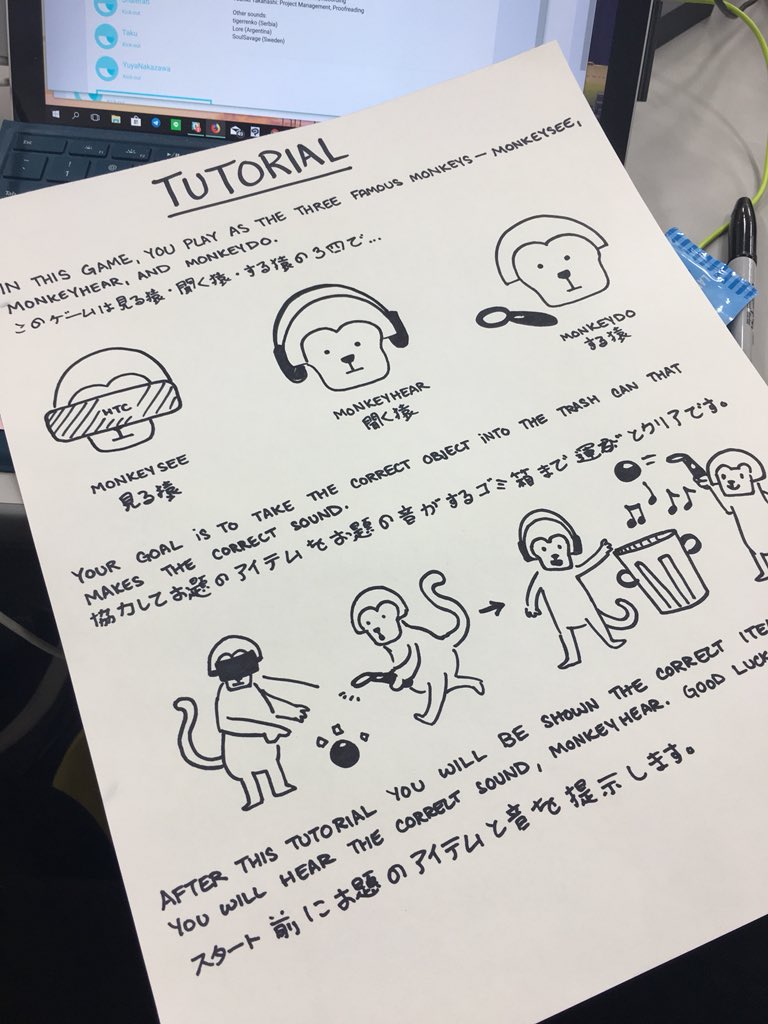 Taku
Kick-out
YuyaNakazawa
Kick-out
Takahashi: Project Management, Proofreading
Other sounds:
tigerrenko (Serbia)
Lore (Argentina)
SoulSavage (Sweden)
Esc
TUTORIAL
IN THIS GAME, YOU PLAY AS THE THREE FAMOUS MONKEYS — MONKEYSEE,
MONKEYHEAR, AND MONKEYDO.
このゲームは見る猿・聞く猿・する猿の3匹で...
HTC
MONKEYSEE
見る猿
MONKEYHEAR
聞く猿
MONKEYDO
する猿
YOUR GOAL IS TO TAKE THE CORRECT OBJECT INTO THE TRASH CAN THAT
MAKES THE CORRECT SOUND.
協力してお題のアイテムをお題の音がするゴミ箱まで運ぶとクリアです。
AFTER THIS TUTORIAL YOU WILL BE SHOWN THE CORRECT ITE
YOU WILL HEAR THE CORRECT SOUND, MONKEYHEAR. GOOD LUCK
スタート前にお題のアイテムと音を提示します。